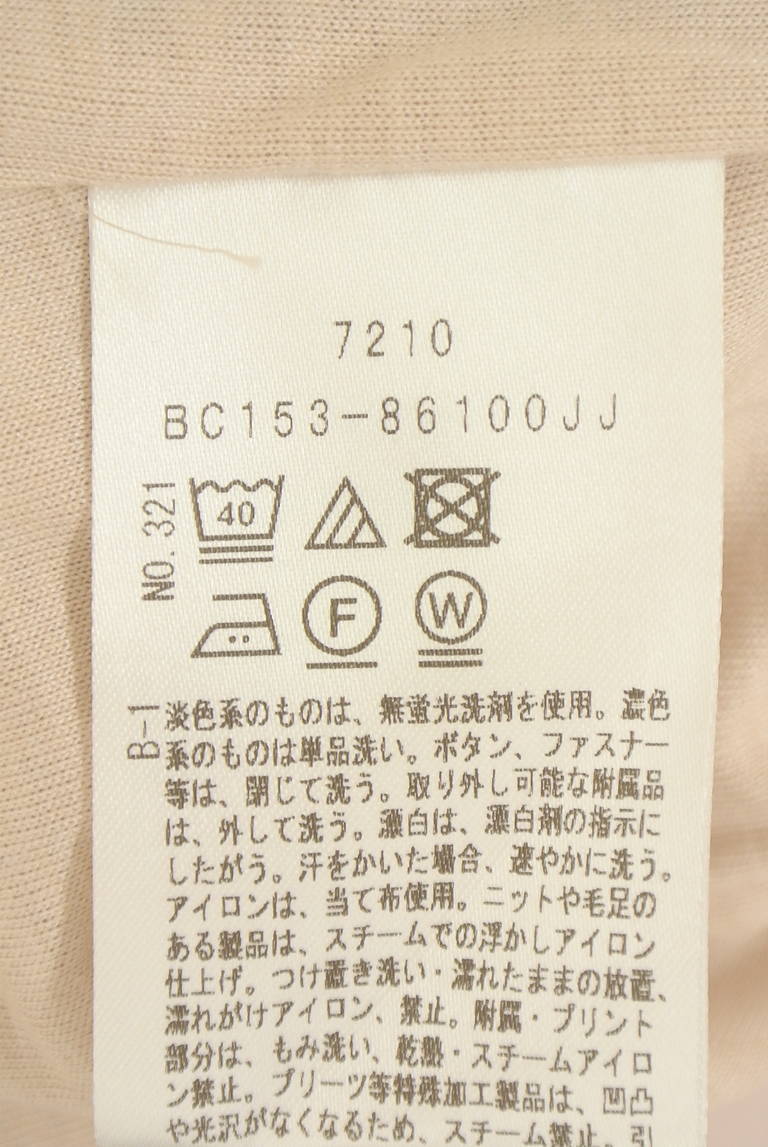 7210
BC153-86100JJ
NO.321
40
F
W
B-1
淡色系のものは、無蛍光洗剤を使用。濃色
系のものは単品洗い。ボタン、ファスナー
等は、閉じて洗う。取り外し可能な附属品
は、外して洗う。漂白は、漂白剤の指示に
したがう。汗をかいた場合、速やかに洗う。
アイロンは、当て布使用。ニットや毛足の
ある製品は、スチームでの浮かしアイロン
仕上げ。つけ置き洗い・濡れたままの放置、
濡れがけアイロン、禁止。附属・プリント
部分は、もみ洗い、乾熱・スチームアイロ
ン禁止。プリーツ等特殊加工製品は、凹凸
や光沢がなくなるため、スチーム禁止。引